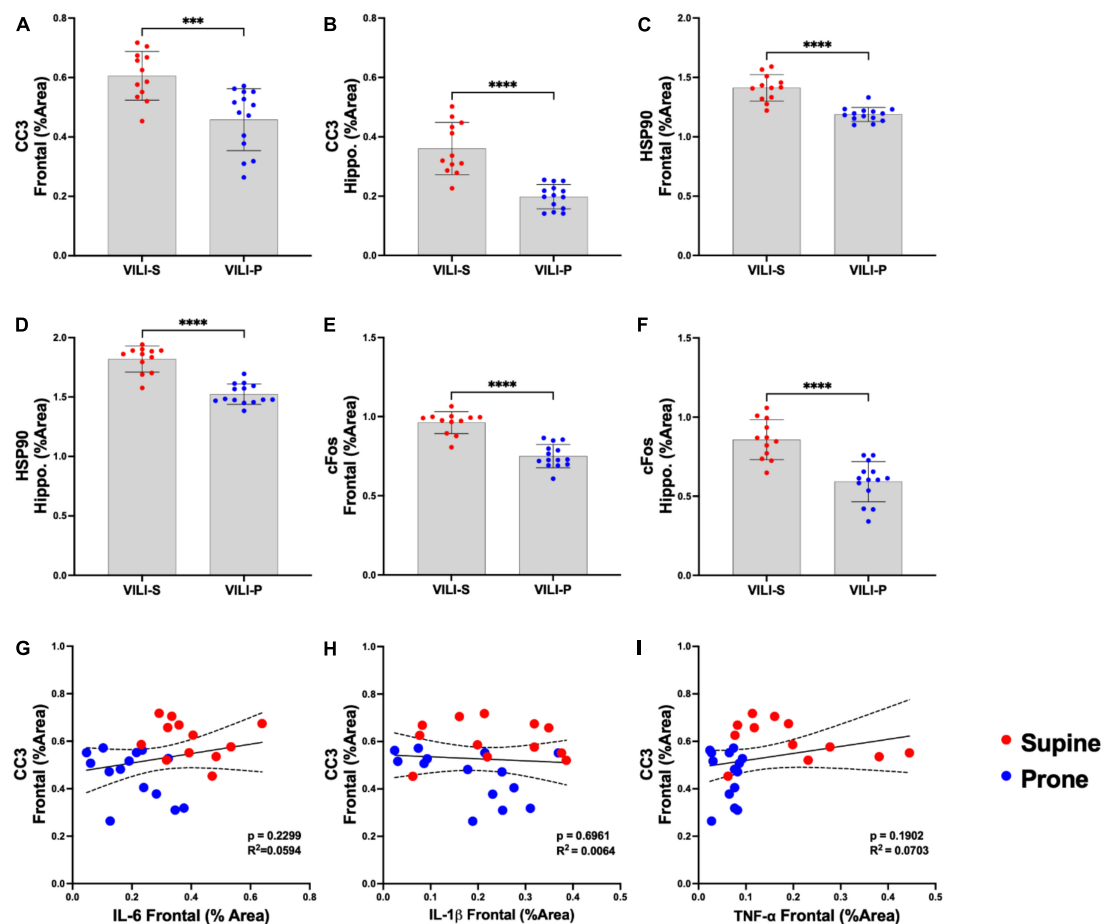 A
CC3
Frontal (%Area)
0.8
0.6
0.4
0.2
0.0
***
VILI-S
VILI-P
B
CC3
Hippo. (%Area)
0.8
0.6
0.4
0.2
0.0
****
VILI-S
VILI-P
C
HSP90
Frontal (%Area)
2.0
1.5
1.0
0.5
0.0
****
VILI-S
VILI-P
D
HSP90
Hippo. (%Area)
2.0
1.5
1.0
0.5
0.0
****
VILI-S
VILI-P
E
cFos
Frontal (%Area)
1.5
1.0
0.5
0.0
****
VILI-S
VILI-P
F
cFos
Hippo. (%Area)
1.5
1.0
0.5
0.0
****
VILI-S
VILI-P
G
CC3
Frontal (%Area)
1.0
0.8
0.6
0.4
0.2
0.0
0.0 0.2 0.4 0.6 0.8
p = 0.2299
R²=0.0594
IL-6 Frontal (% Area)
H
CC3
Frontal (%Area)
1.0
0.8
0.6
0.4
0.2
0.0
0.0 0.1 0.2 0.3 0.4 0.5
p = 0.6961
R² = 0.0064
IL-1β Frontal (%Area)
I
CC3
Frontal (%Area)
1.0
0.8
0.6
0.4
0.2
0.0
0.0 0.1 0.2 0.3 0.4 0.5
p = 0.1902
R² = 0.0703
TNF-α Frontal (%Area)
Supine
Prone